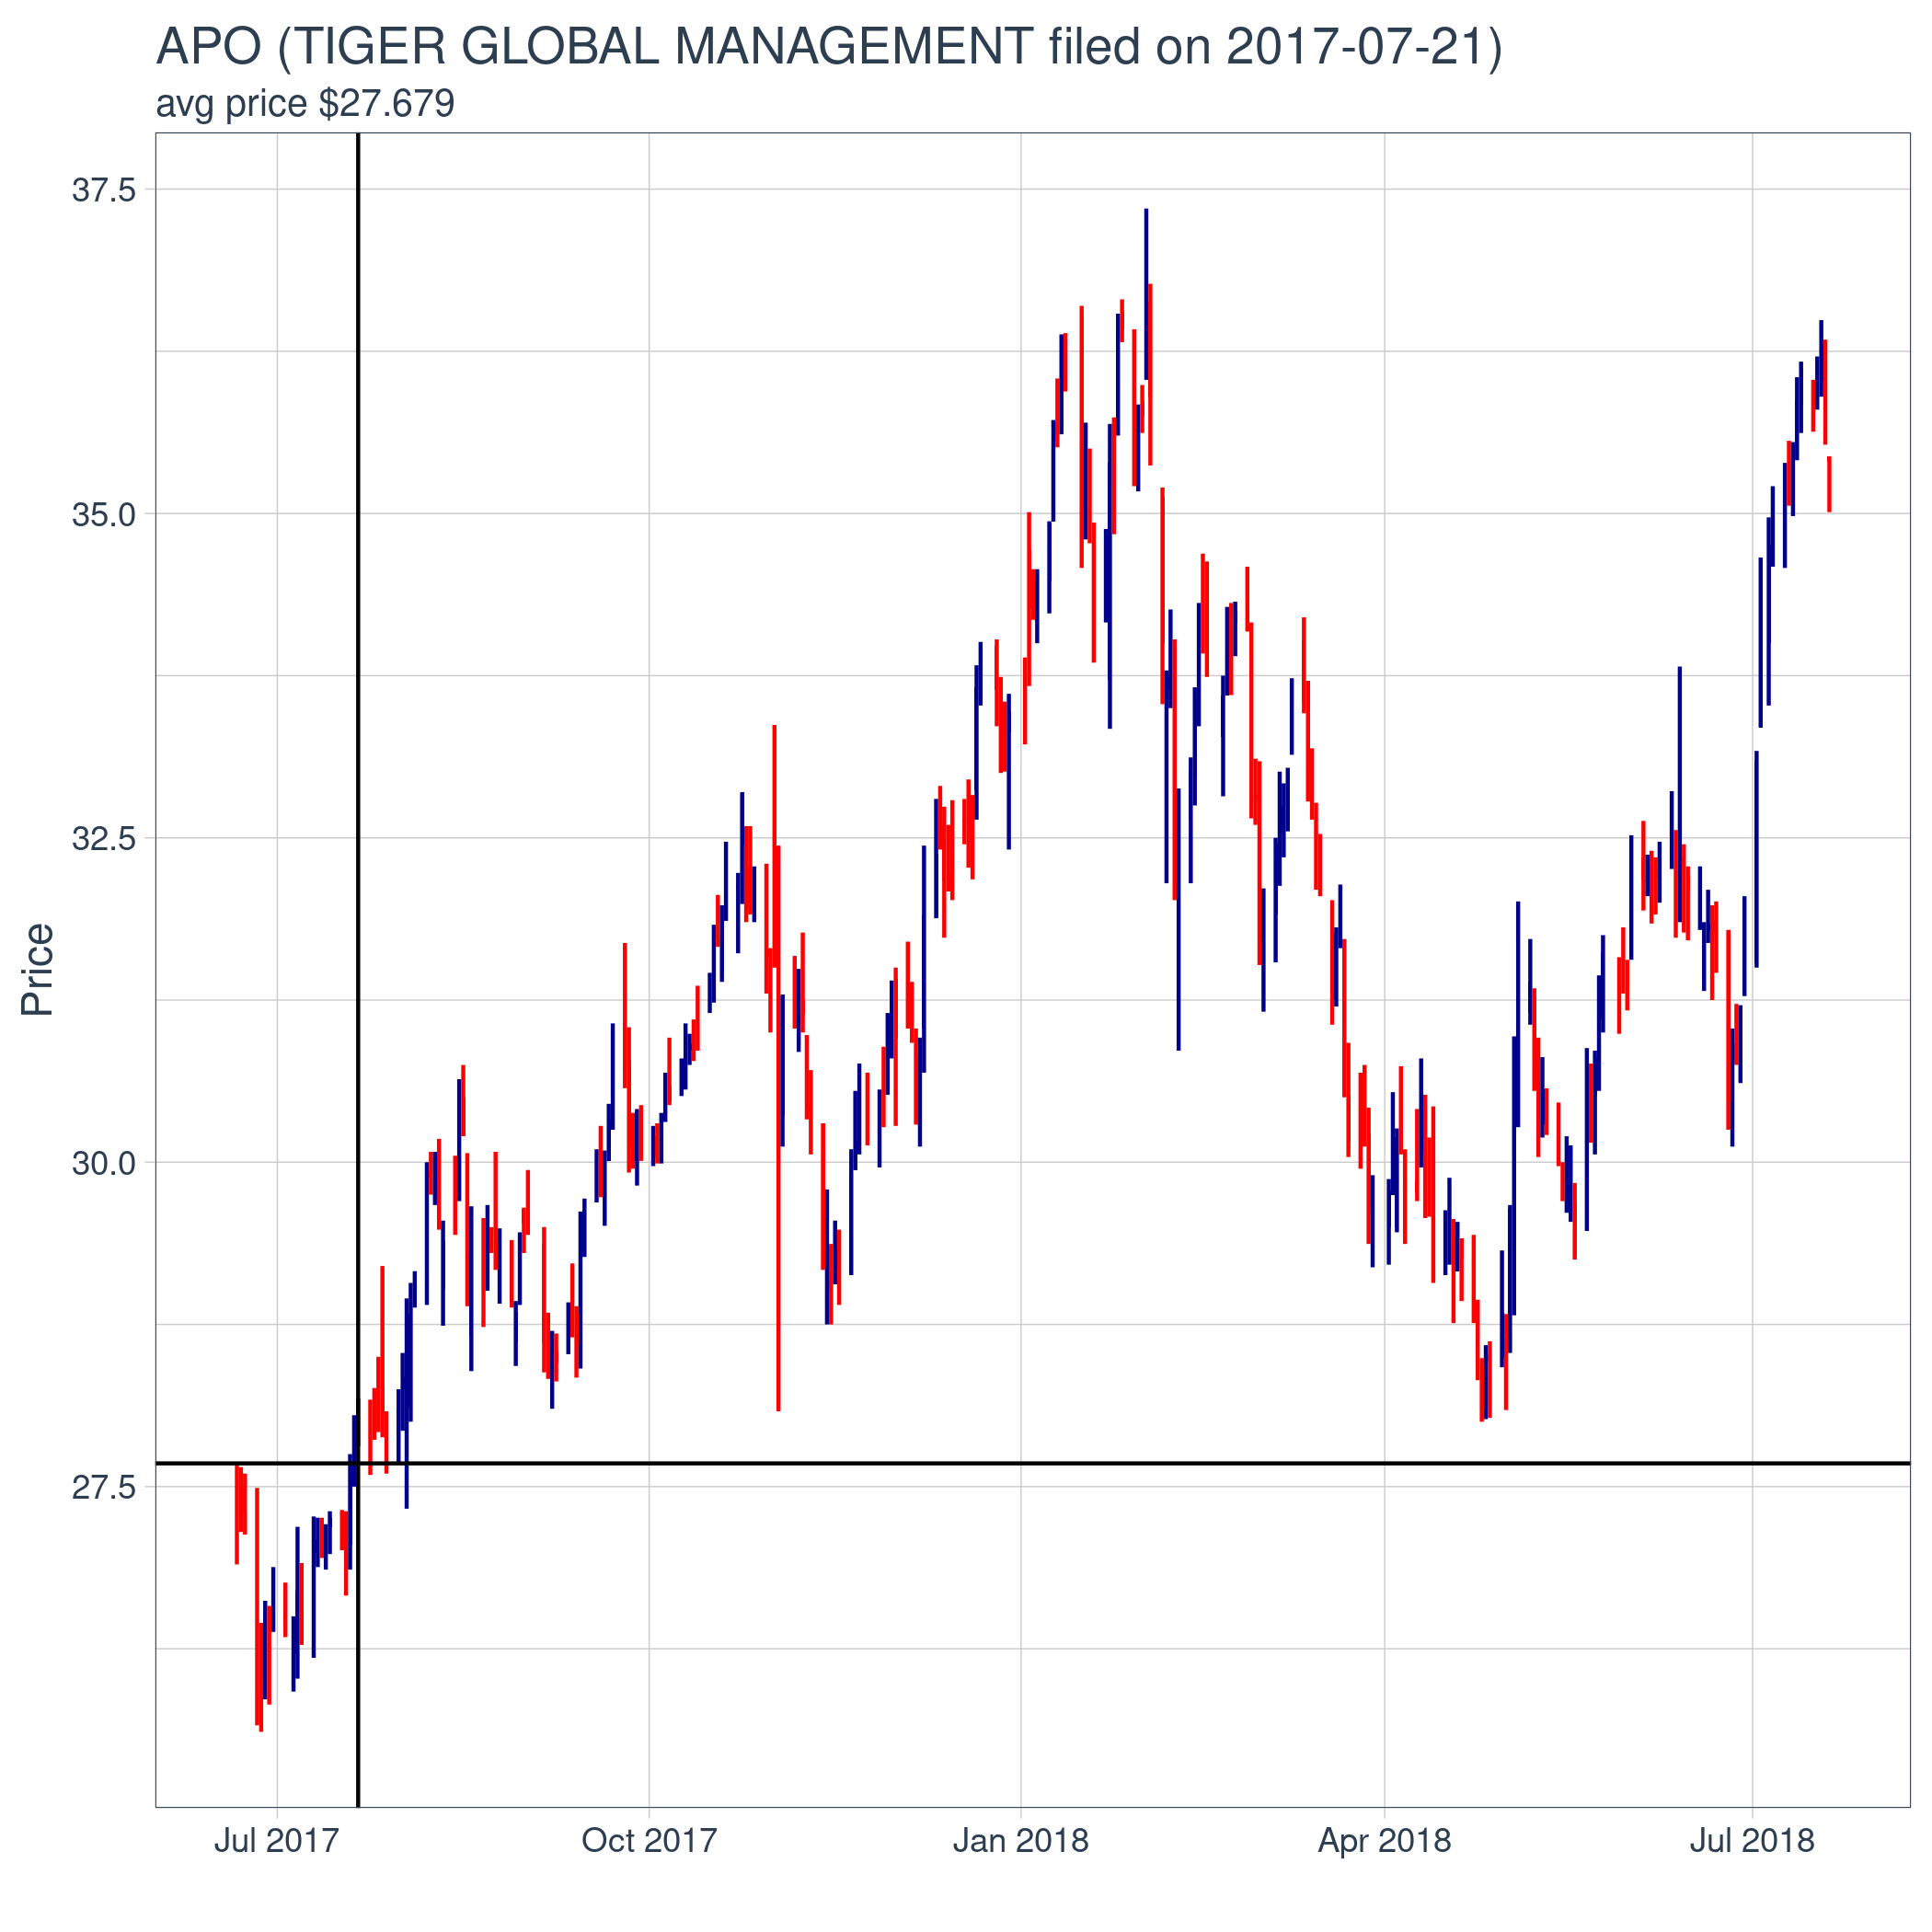 APO (TIGER GLOBAL MANAGEMENT filed on 2017-07-21)
avg price $27.679
37.5
35.0
32.5
30.0
27.5
Price
Jul 2017
Oct 2017
Jan 2018
Apr 2018
Jul 2018